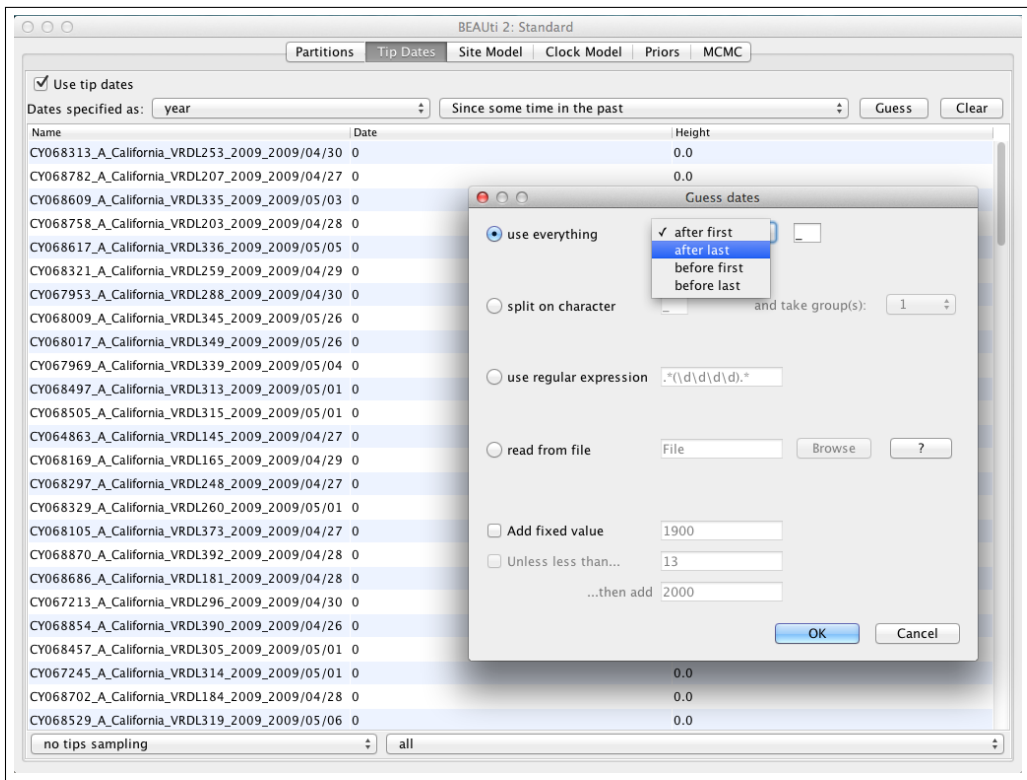 BEAUti 2: Standard
Partitions Tip Dates Site Model Clock Model Priors MCMC
Use tip dates
Dates specified as: year Since some time in the past Guess Clear
Name Date Height
CY068313_A_California_VRDL253_2009_2009/04/30 0 0.0
CY068782_A_California_VRDL207_2009_2009/04/27 0 0.0
CY068609_A_California_VRDL335_2009_2009/05/03 0
CY068758_A_California_VRDL203_2009_2009/04/28 0
CY068617_A_California_VRDL336_2009_2009/05/05 0
CY068321_A_California_VRDL259_2009_2009/04/29 0
CY067953_A_California_VRDL288_2009_2009/04/30 0
CY068009_A_California_VRDL345_2009_2009/05/26 0
CY068017_A_California_VRDL349_2009_2009/05/26 0
CY067969_A_California_VRDL339_2009_2009/05/04 0
CY068497_A_California_VRDL313_2009_2009/05/01 0
CY068505_A_California_VRDL315_2009_2009/05/01 0
CY064863_A_California_VRDL145_2009_2009/04/27 0
CY068169_A_California_VRDL165_2009_2009/04/29 0
CY068297_A_California_VRDL248_2009_2009/04/27 0
CY068329_A_California_VRDL260_2009_2009/05/01 0
CY068105_A_California_VRDL373_2009_2009/04/27 0
CY068870_A_California_VRDL392_2009_2009/04/28 0
CY068686_A_California_VRDL181_2009_2009/04/28 0
CY067213_A_California_VRDL296_2009_2009/04/30 0
CY068854_A_California_VRDL390_2009_2009/04/26 0
CY068457_A_California_VRDL305_2009_2009/05/01 0
CY067245_A_California_VRDL314_2009_2009/05/01 0 0.0
CY068702_A_California_VRDL184_2009_2009/04/28 0 0.0
CY068529_A_California_VRDL319_2009_2009/05/06 0 0.0
no tips sampling all
Guess dates
use everything ✓ after first _
after last
before first
before last
split on character _ and take group(s): 1
use regular expression .*(\d\d\d\d).*
read from file File Browse ?
Add fixed value 1900
Unless less than... 13
...then add 2000
OK Cancel